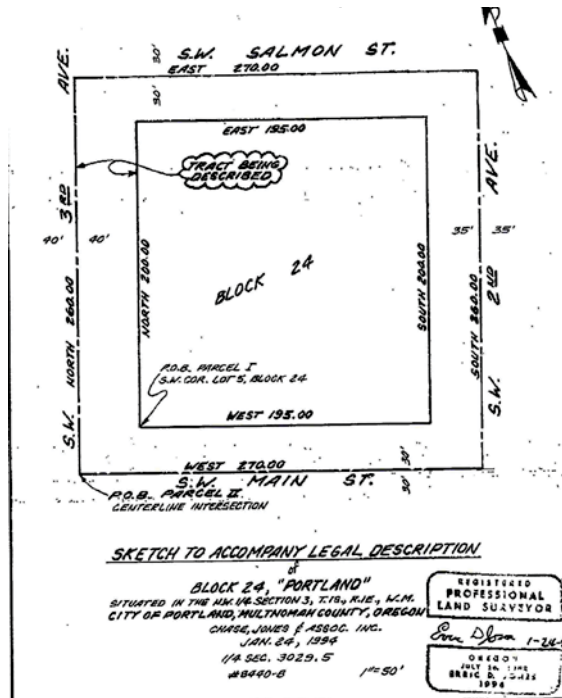 S.W. SALMON ST.
30'
EAST 270.00
30'
AVE.
EAST 195.00
TRACT BEING
DESCRIBED
3RD
AVE.
40'
40'
35'
35'
NORTH 200.00
BLOCK 24
SOUTH 200.00
2ND
NORTH 260.00
SOUTH 260.00
P.O.B. PARCEL I
S.W. COR. LOT 5, BLOCK 24
S.W.
S.W.
WEST 195.00
30'
WEST 270.00
S.W. MAIN ST.
30'
P.O.B. PARCEL II
CENTERLINE INTERSECTION
SKETCH TO ACCOMPANY LEGAL DESCRIPTION
of
BLOCK 24, "PORTLAND"
SITUATED IN THE N.W. 1/4 SECTION 3, T.1S., R.1E., W.M.
CITY OF PORTLAND, MULTNOMAH COUNTY, OREGON
CHASE, JONES & ASSOC. INC.
JAN. 24, 1994
1/4 SEC. 3029.5
#8440-B
1"=50'
REGISTERED
PROFESSIONAL
LAND SURVEYOR
1-24-
OREGON
JULY